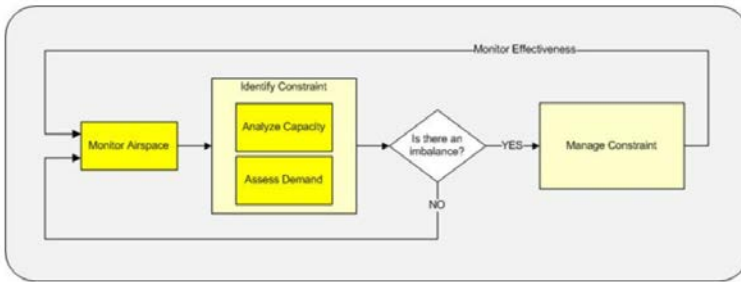 Monitor Effectiveness
Identify Constraint
Analyze Capacity
Monitor Airspace
Assess Demand
Is there an
imbalance?
YES
Manage Constraint
NO